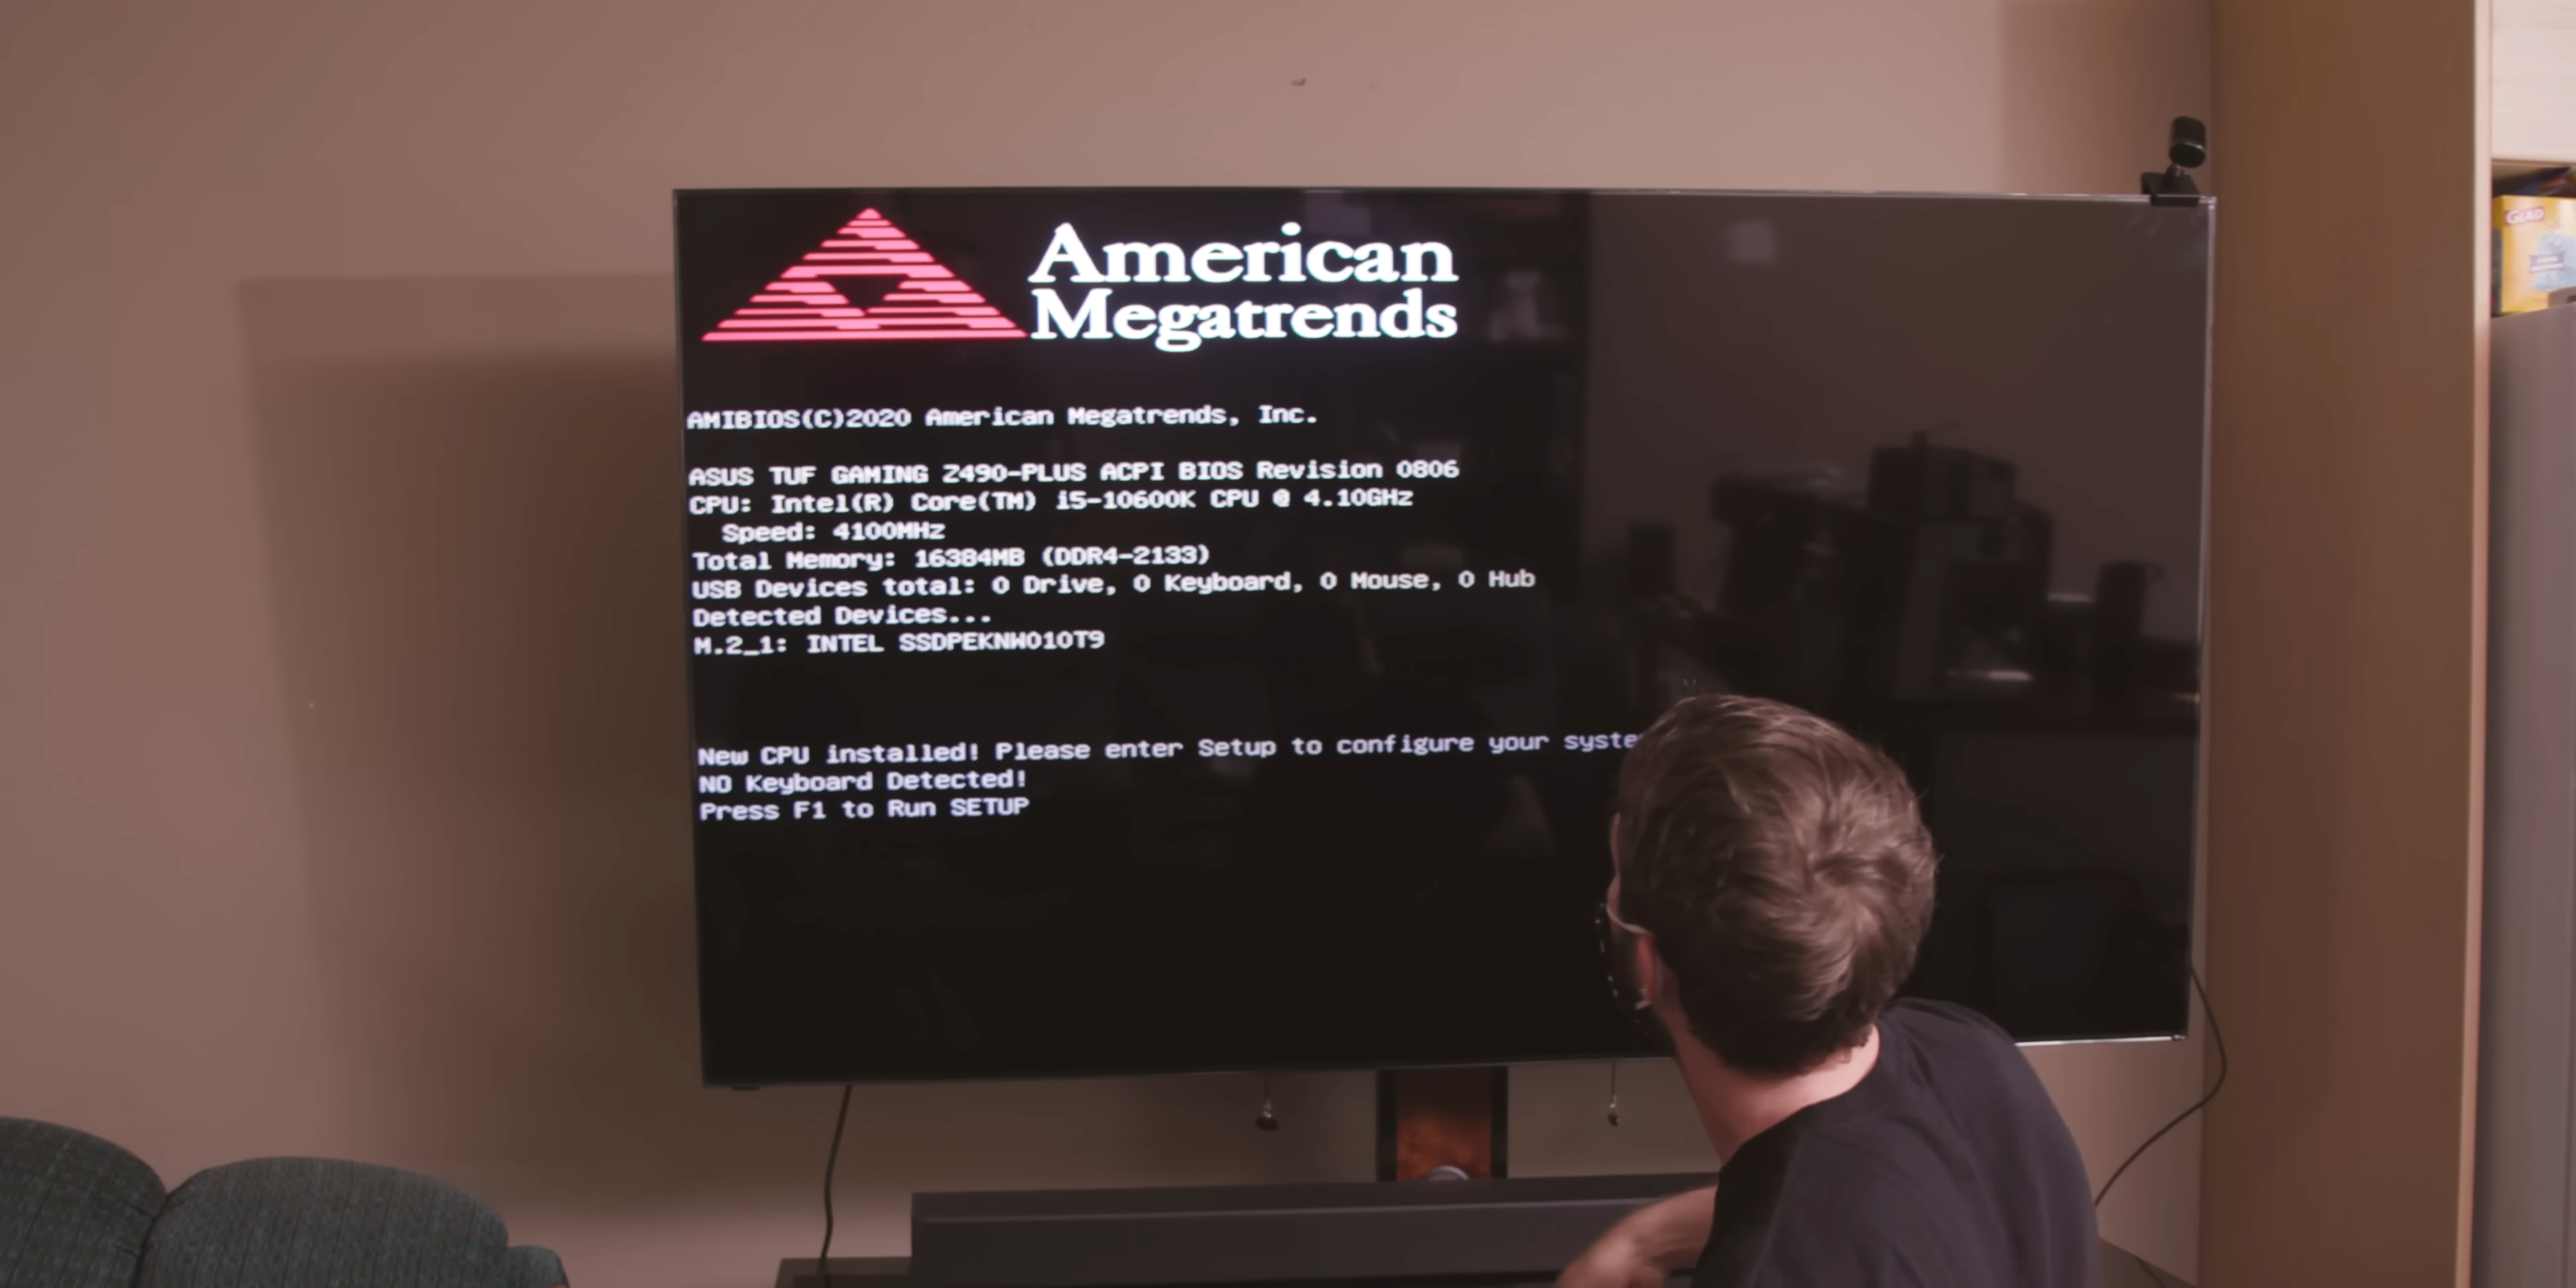 American
Megatrends
AMIBIOS(C)2020 American Megatrends, Inc.
ASUS TUF GAMING Z490-PLUS ACPI BIOS Revision 0806
CPU: Intel(R) Core(TM) i5-10600K CPU @ 4.10GHz
Speed: 4100MHz
Total Memory: 16384MB (DDR4-2133)
USB Devices total: 0 Drive, 0 Keyboard, 0 Mouse, 0 Hub
Detected Devices...
M.2_1: INTEL SSDPEKNW010T9
New CPU installed! Please enter Setup to configure your syste
NO Keyboard Detected!
Press F1 to Run SETUP
GLAD